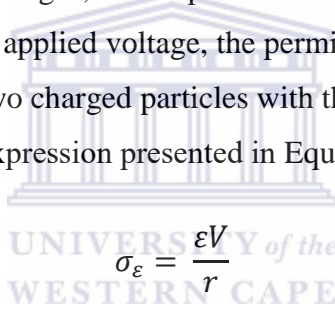 applied voltage, the permi
vo charged particles with th
xpression presented in Equ
σ_ε = εV / r
UNIVERSITY of the
WESTERN CAPE